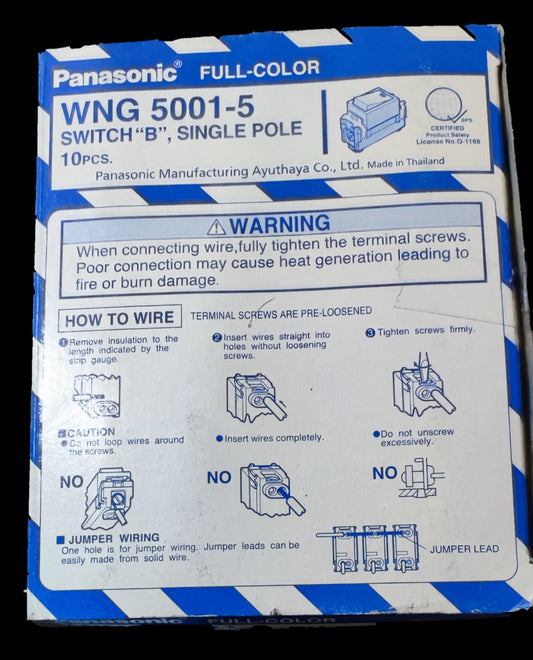 Panasonic® FULL-COLOR
WNG 5001-5
SWITCH "B", SINGLE POLE
10PCS.
BPS
CERTIFIED
Product Safety
License No.Q-1168
Panasonic Manufacturing Ayuthaya Co., Ltd. Made in Thailand
⚠WARNING
When connecting wire,fully tighten the terminal screws.
Poor connection may cause heat generation leading to
fire or burn damage.
HOW TO WIRE TERMINAL SCREWS ARE PRE-LOOSENED
❶Remove insulation to the
length indicated by the
strip gauge.
❷Insert wires straight into
holes without loosening
screws.
❸Tighten screws firmly.
■CAUTION
●Do not loop wires around
the screws.
●Insert wires completely.
●Do not unscrew
excessively.
NO
NO
NO
■ JUMPER WIRING
One hole is for jumper wiring. Jumper leads can be
easily made from solid wire.
JUMPER LEAD
Panasonic FULL-COLOR